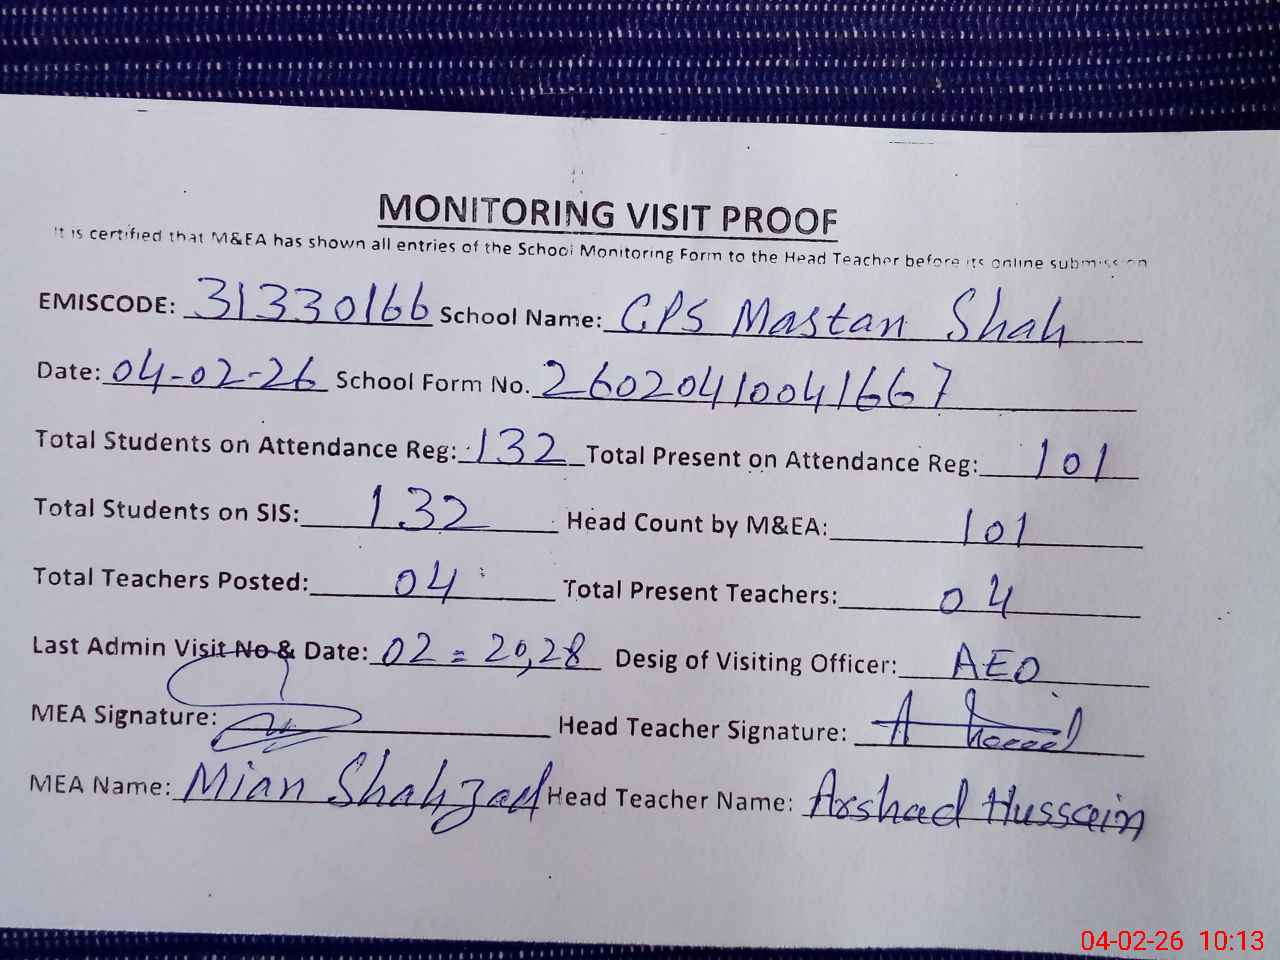 MONITORING VISIT PROOF
It is certified that M&EA has shown all entries of the School Monitoring Form to the Head Teacher before its online submission
EMISCODE: 31330166 School Name: GPS Mastan Shah
Date: 04-02-26 School Form No. 26020410041667
Total Students on Attendance Reg: 132 Total Present on Attendance Reg: 101
Total Students on SIS: 132 Head Count by M&EA: 101
Total Teachers Posted: 04 Total Present Teachers: 04
Last Admin Visit No & Date: 02 = 20,28 Desig of Visiting Officer: AEO
MEA Signature: Head Teacher Signature:
MEA Name: Mian Shahzad Head Teacher Name: Arshad Hussain
04-02-26 10:13